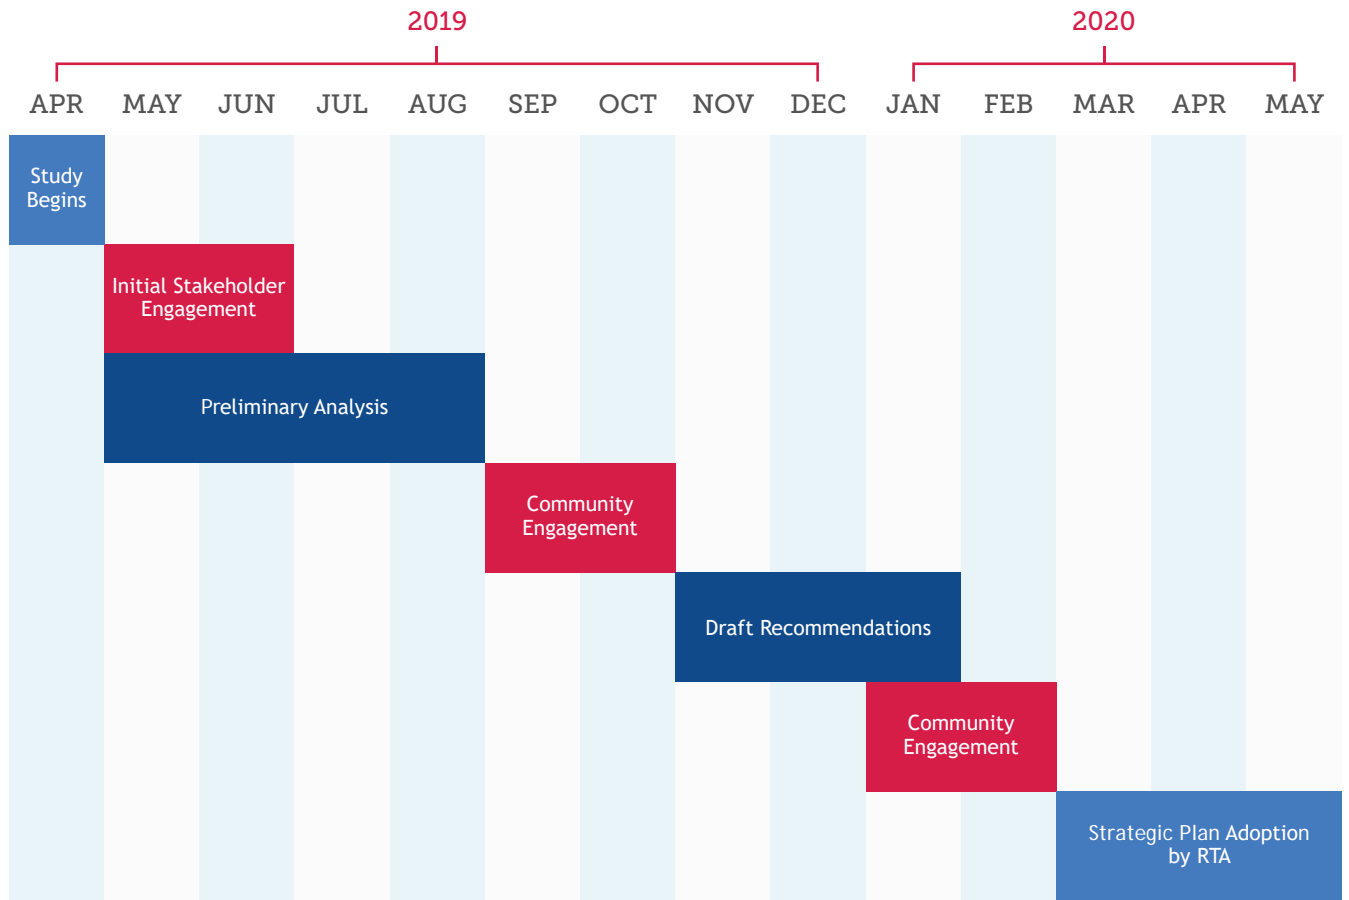 2019 2020
APR MAY JUN JUL AUG SEP OCT NOV DEC JAN FEB MAR APR MAY
Study
Begins
Initial Stakeholder
Engagement
Preliminary Analysis
Community
Engagement
Draft Recommendations
Community
Engagement
Strategic Plan Adoption
by RTA